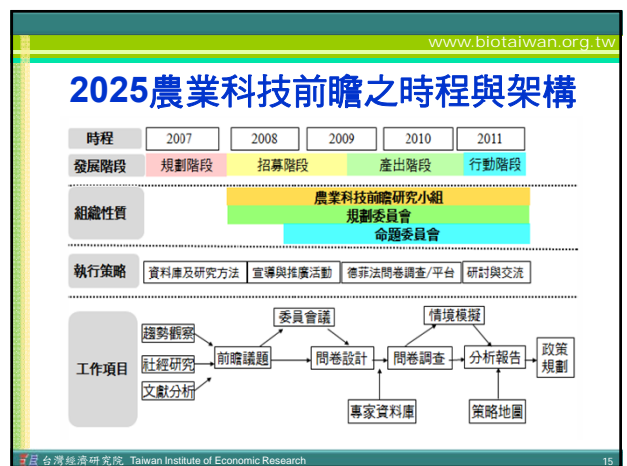 www.biotaiwan.org.tw
2025農業科技前瞻之時程與架構
時程
2007
2008
2009
2010
2011
發展階段
規劃階段
招募階段
產出階段
行動階段
組織性質
農業科技前瞻研究小組
規劃委員會
命題委員會
執行策略
資料庫及研究方法
宣導與推廣活動
德菲法問卷調查/平台
研討與交流
工作項目
趨勢觀察
社經研究
文獻分析
前瞻議題
委員會議
問卷設計
專家資料庫
問卷調查
情境模擬
分析報告
策略地圖
政策
規劃
台灣經濟研究院 Taiwan Institute of Economic Research
15